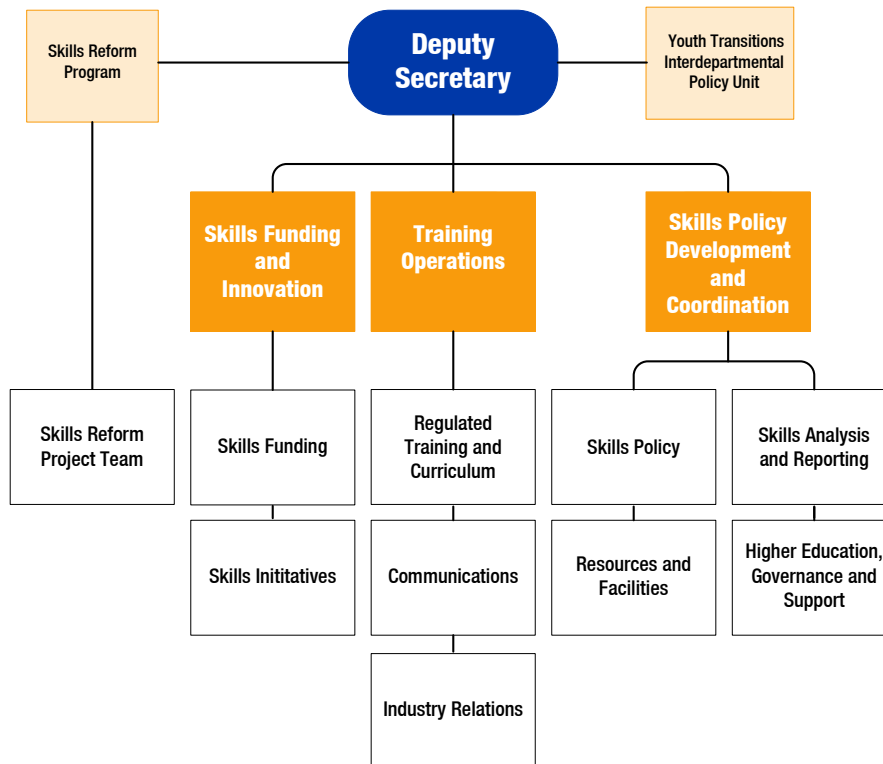 Skills Reform
Program
Deputy
Secretary
Youth Transitions
Interdepartmental
Policy Unit
Skills Funding
and
Innovation
Training
Operations
Skills Policy
Development
and
Coordination
Skills Reform
Project Team
Skills Funding
Regulated
Training and
Curriculum
Skills Policy
Skills Analysis
and Reporting
Skills Inititatives
Communications
Resources and
Facilities
Higher Education,
Governance and
Support
Industry Relations